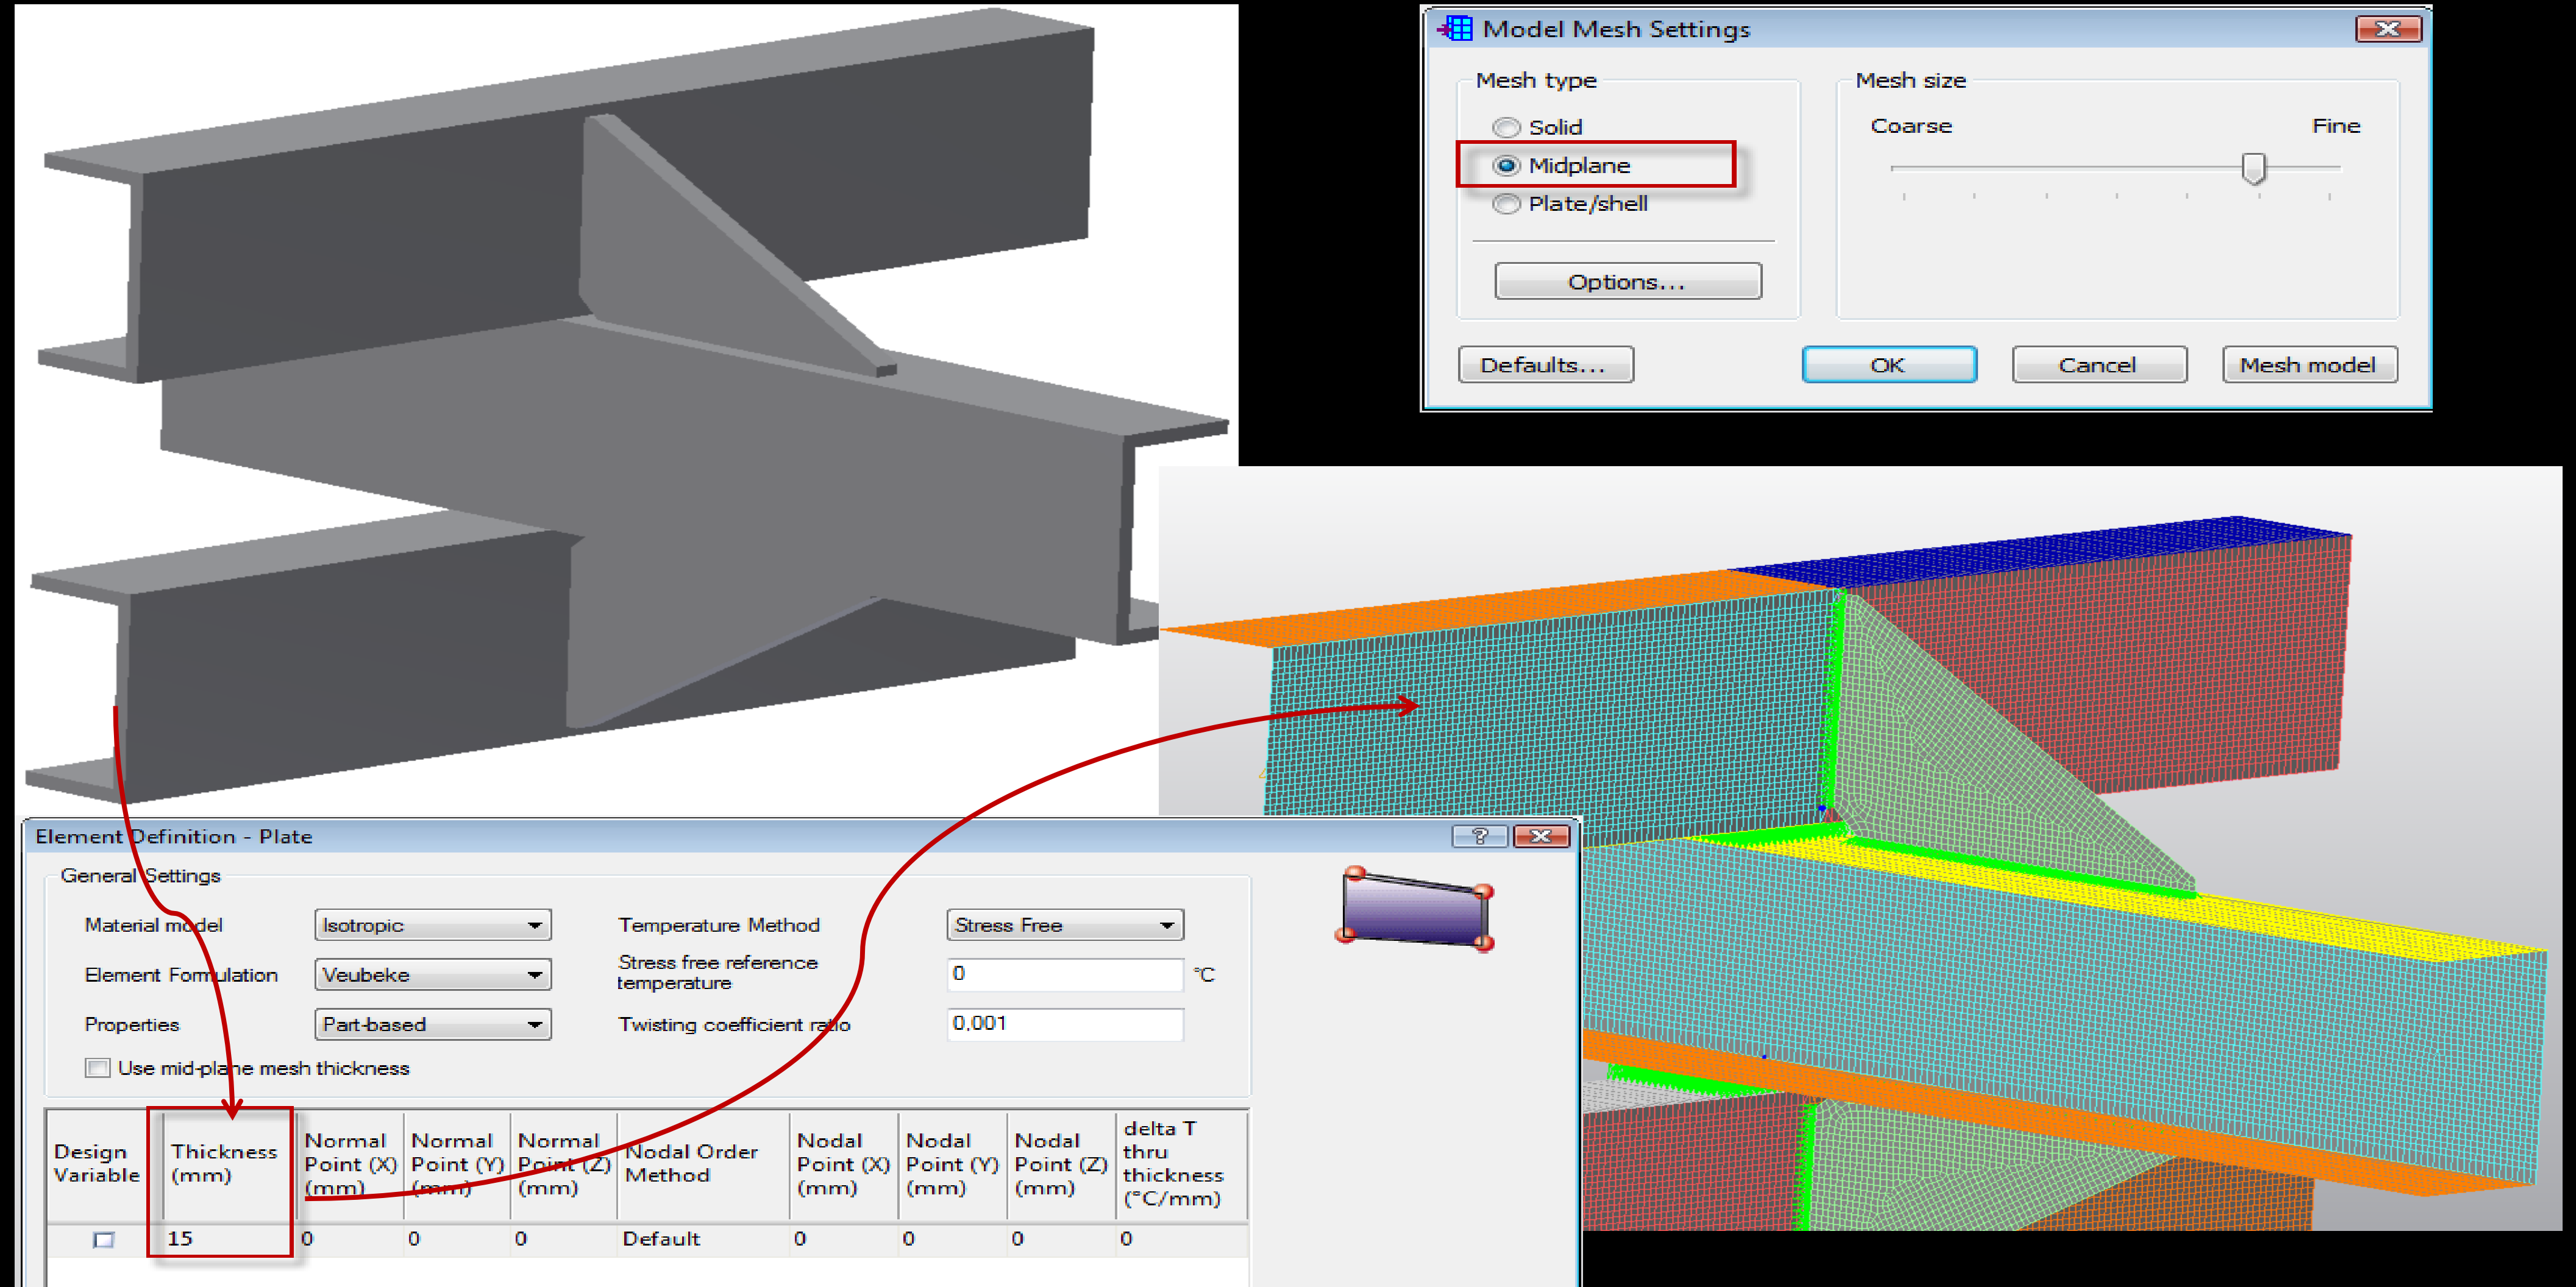 Model Mesh Settings
Mesh type
Mesh size
Solid
Coarse
Fine
Midplane
Plate/shell
Options...
Defaults...
OK
Cancel
Mesh model
Element Definition - Plate
General Settings
Material model
Isotropic
Temperature Method
Stress Free
Element Formulation
Veubeke
Stress free reference
temperature
0
°C
Properties
Part-based
Twisting coefficient ratio
0,001
Use mid-plane mesh thickness
Design
Variable
Thickness
(mm)
Normal
Point (X)
(mm)
Normal
Point (Y)
(mm)
Normal
Point (Z)
(mm)
Nodal Order
Method
Nodal
Point (X)
(mm)
Nodal
Point (Y)
(mm)
Nodal
Point (Z)
(mm)
delta T
thru
thickness
(°C/mm)
15
0
0
0
Default
0
0
0
0